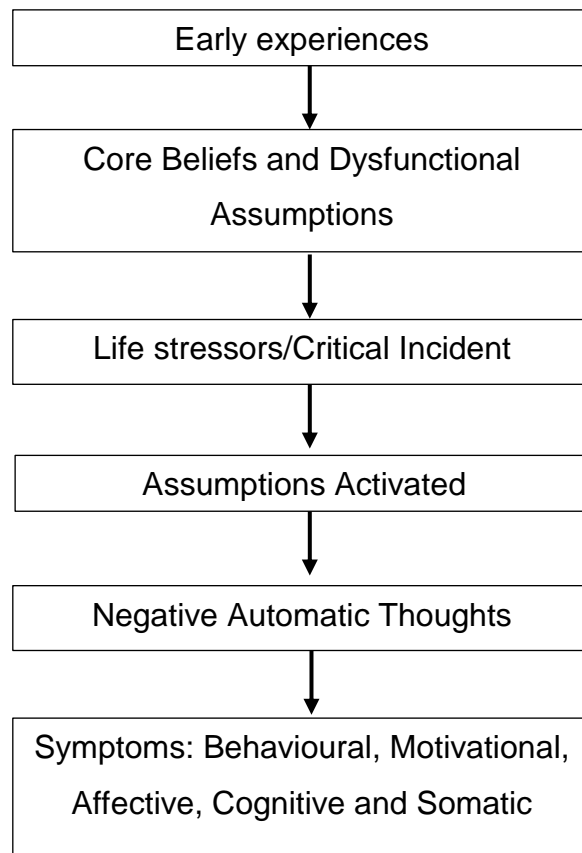 Early experiences
Core Beliefs and Dysfunctional
Assumptions
Life stressors/Critical Incident
Assumptions Activated
Negative Automatic Thoughts
Symptoms: Behavioural, Motivational,
Affective, Cognitive and Somatic